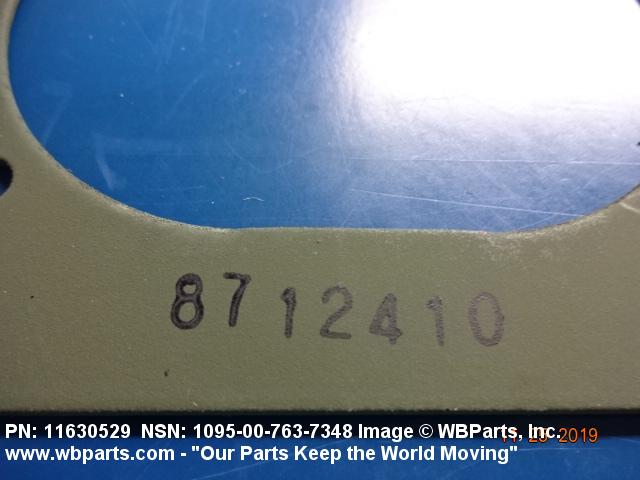 8712410
PN: 11630529 NSN: 1095-00-763-7348 Image © WBParts, Inc.
2019
www.wbparts.com - "Our Parts Keep the World Moving"